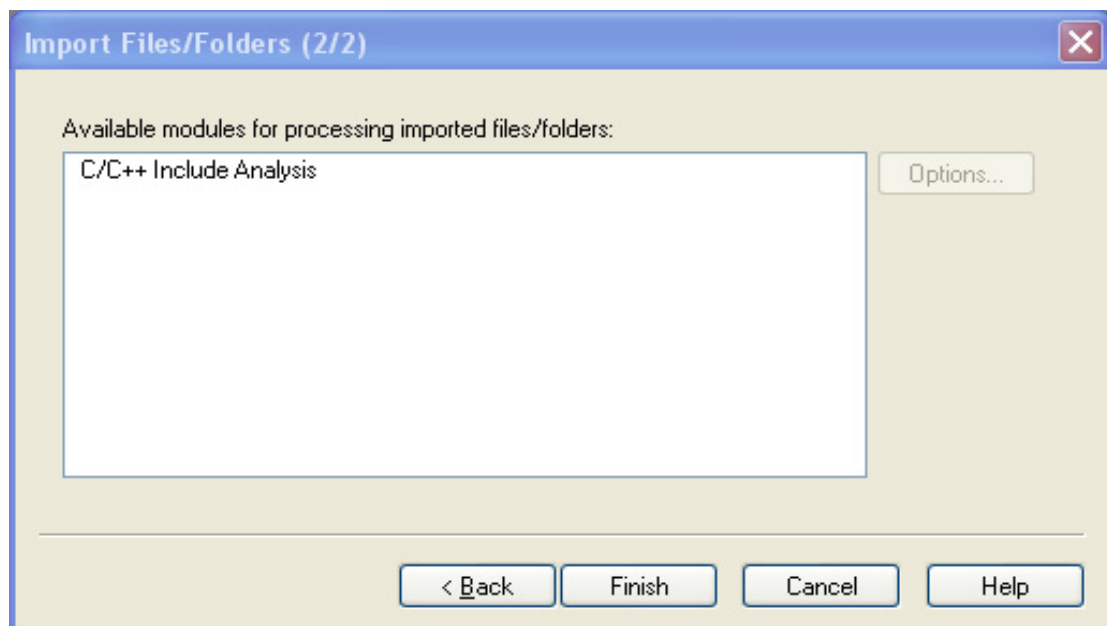 Import Files/Folders (2/2)
Available modules for processing imported files/folders:
C/C++ Include Analysis
Options...
< Back
Finish
Cancel
Help